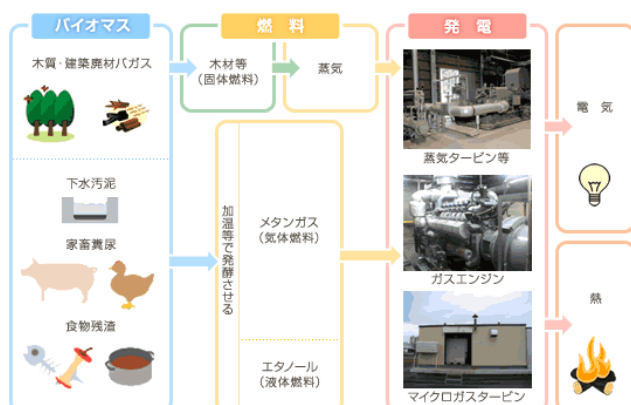 バイオマス
燃 料
発 電
木質・建築廃材バガス
木材等
(固体燃料)
蒸気
蒸気タービン等
電 気
下水汚泥
家畜糞尿
食物残渣
加温等で発酵させる
メタンガス
(気体燃料)
エタノール
(液体燃料)
ガスエンジン
マイクロガスタービン
熱